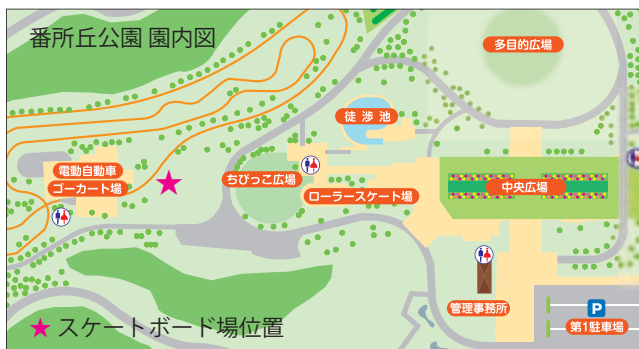 番所丘公園 園内図
多目的広場
徒渉池
電動自動車
ゴーカート場
ちびっこ広場
ローラースケート場
中央広場
管理事務所
P
第1駐車場
★スケートボード場位置